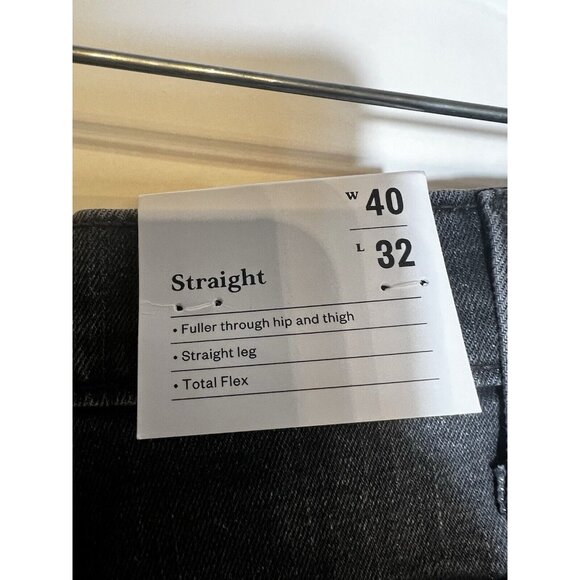 W 40
L 32
Straight
• Fuller through hip and thigh
• Straight leg
• Total Flex